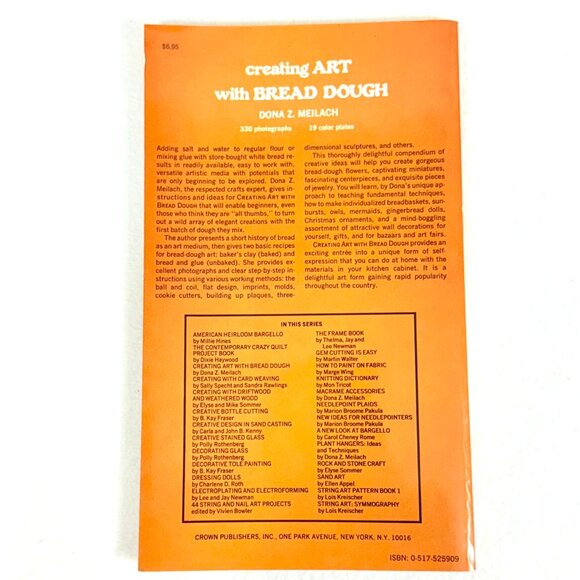 $6.95
creating ART
with BREAD DOUGH
DONA Z. MEILACH
330 photographs 19 color plates
Adding salt and water to regular flour or
mixing glue with store-bought white bread re-
sults in readily available, easy to work with,
versatile artistic media with potentials that
are only beginning to be explored. Dona Z.
Meilach, the respected crafts expert, gives in-
structions and ideas for CREATING ART WITH
BREAD DOUGH that will enable beginners, even
those who think they are "all thumbs," to turn
out a wild array of elegant creations with the
first batch of dough they mix.
The author presents a short history of bread
as an art medium, then gives two basic recipes
for bread-dough art: baker's clay (baked) and
bread and glue (unbaked). She provides ex-
cellent photographs and clear step-by-step in-
structions using various working methods: the
ball and coil, flat design, imprints, molds,
cookie cutters, building up plaques, three-
dimensional sculptures, and others.
This thoroughly delightful compendium of
creative ideas will help you create gorgeous
bread-dough flowers, captivating miniatures,
fascinating centerpieces, and exquisite pieces
of jewelry. You will learn, by Dona's unique ap-
proach to teaching fundamental techniques,
how to make individualized breadbaskets, sun-
bursts, owls, mermaids, gingerbread dolls,
Christmas ornaments, and a mind-boggling
assortment of attractive wall decorations for
yourself, gifts, and for bazaars and art fairs.
CREATING ART WITH BREAD DOUGH provides an
exciting entrée into a unique form of self-
expression that you can do at home with the
materials in your kitchen cabinet. It is a
delightful art form that is rapidly popularity
throughout the country.
IN THIS SERIES
AMERICAN HEIRLOOM BARGELLO
by Millie Hines
THE CONTEMPORARY CRAZY QUILT
PROJECT BOOK
by Dixie Haywood
CREATING ART WITH BREAD DOUGH
by Dona Z. Meilach
CREATING WITH CARD WEAVING
by Sally Specht and Sandra Rawlings
CREATING WITH DRIFTWOOD
AND WEATHERED WOOD
by Elyse and Mike Sommer
CREATIVE BOTTLE CUTTING
by B. Kay Fraser
CREATIVE DESIGN IN SAND CASTING
by Carla and John B. Kenny
CREATIVE STAINED GLASS
by Polly Rothenberg
DECORATING GLASS
by Polly Rothenberg
DECORATIVE TOLE PAINTING
by B. Kay Fraser
DRESSING DOLLS
by Charlene D. Roth
ELECTROPLATING AND ELECTROFORMING
by Lee and Jay Newman
44 STRING AND NAIL ART PROJECTS
edited by Vivien Bowler
THE FRAME BOOK
by Thelma, Jay and
Lee Newman
GEM CUTTING IS EASY
by Martin Walter
HOW TO PAINT ON FABRIC
by Marge Wing
KNITTING DICTIONARY
by Mon Tricot
MACRAME ACCESSORIES
by Dona Z. Meilach
NEEDLEPOINT PLAIDS
by Marion Broome Pakula
NEW IDEAS FOR NEEDLEPOINTERS
by Marion Broome Pakula
A NEW LOOK AT BARGELLO
by Carol Cheney Rome
PLANT HANGERS: Ideas
and Techniques
by Dona Z. Meilach
ROCK AND STONE CRAFT
by Elyse Sommer
SAND ART
by Ellen Appel
STRING ART PATTERN BOOK 1
by Lois Kreischer
STRING ART: SYMMOGRAPHY
by Lois Kreischer
CROWN PUBLISHERS, INC., ONE PARK AVENUE, NEW YORK, N.Y. 10016
ISBN: 0-517-525909